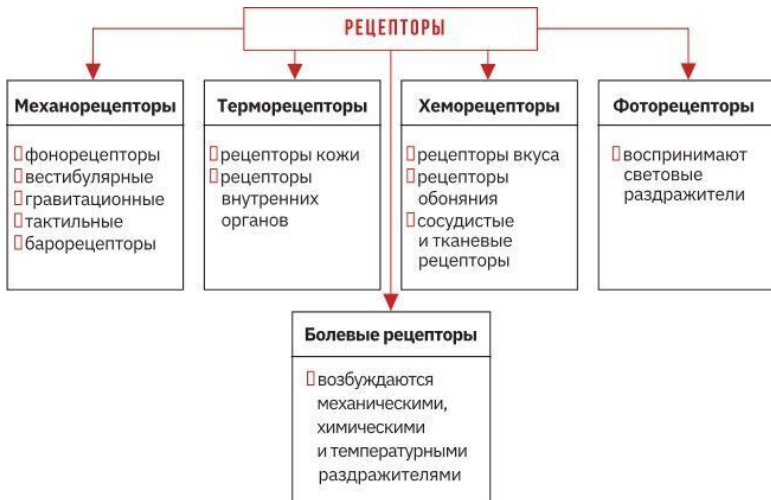 РЕЦЕПТОРЫ
Механорецепторы
фонорецепторы
вестибулярные
гравитационные
тактильные
барорецепторы
Терморецепторы
рецепторы кожи
рецепторы
внутренних
органов
Хеморецепторы
рецепторы вкуса
рецепторы
обоняния
сосудистые
и тканевые
рецепторы
Фоторецепторы
воспринимают
световые
раздражители
Болевые рецепторы
возбуждаются
механическими,
химическими
и температурными
раздражителями